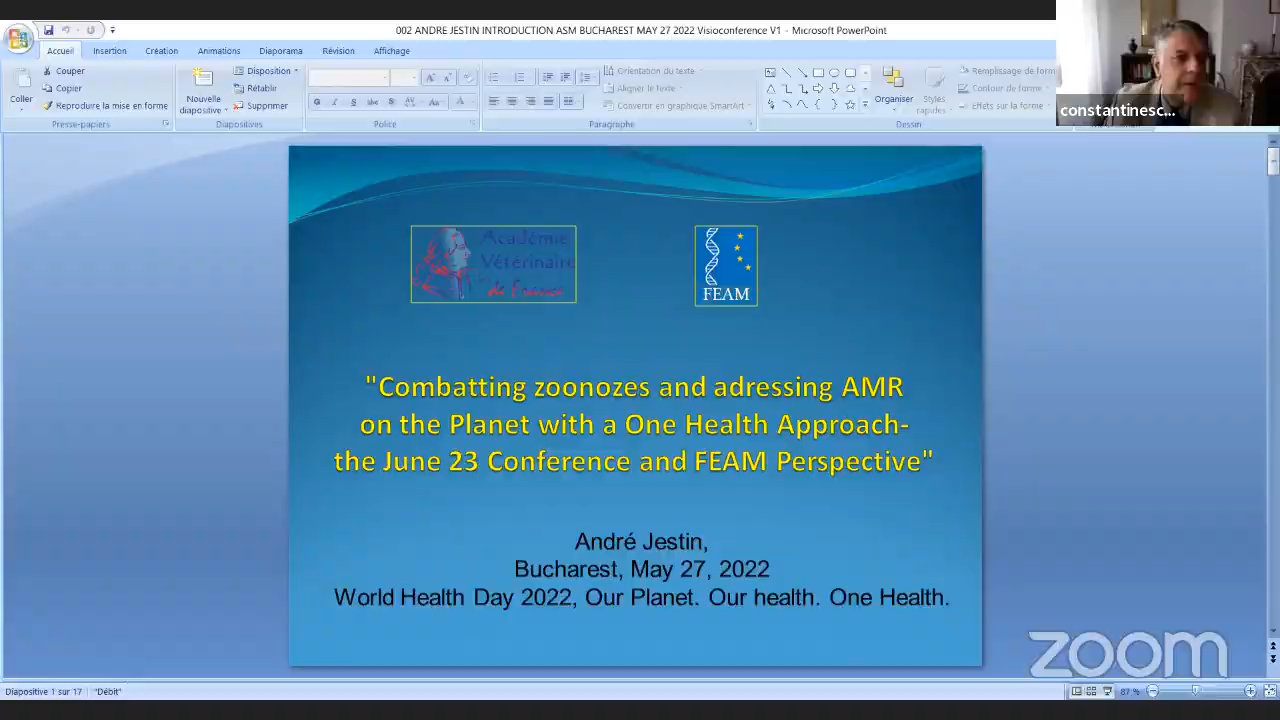 002 ANDRE JESTIN INTRODUCTION ASM BUCHAREST MAY 27 2022 Visioconference V1 - Microsoft PowerPoint
Accueil Insertion Création Animations Diaporama Révision Affichage
Coller
Couper
Copier
Reproduire la mise en forme
Presse-papiers
Nouvelle diapositive
Disposition
Rétablir
Supprimer
Diapositives
Police
Orientation du texte
Aligner le texte
Convertir en graphique SmartArt
Paragraphe
Organiser
Styles rapides
Remplissage de form
Contour de forme
Effets sur la forme
Dessin
constantinesc...
Académie
Vétérinaire
de France
FEAM
"Combatting zoonozes and adressing AMR
on the Planet with a One Health Approach-
the June 23 Conference and FEAM Perspective"
André Jestin,
Bucharest, May 27, 2022
World Health Day 2022, Our Planet. Our health. One Health.
zoom
Diapositive 1 sur 17 "Débit"
87 %